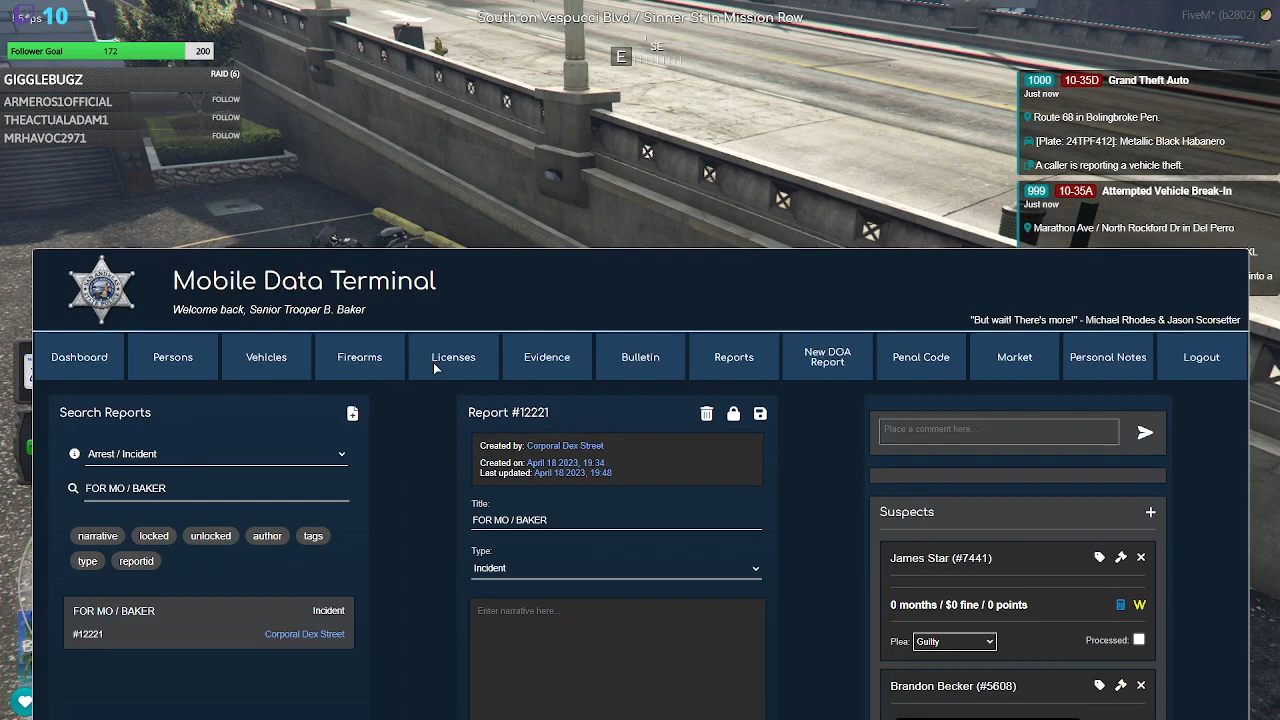 10
South on Vespucci Blvd / Sinner St in Mission Row
FiveM* (b2802)
SE
E
Follower Goal 172 200
GIGGLEBUGZ RAID (6)
ARMEROS1OFFICIAL FOLLOW
THEACTUALADAM1 FOLLOW
MRHAVOC2971 FOLLOW
1000 10-35D Grand Theft Auto
Just now
Route 68 in Bolingbroke Pen.
[Plate: 24TPF412]: Metallic Black Habanero
A caller is reporting a vehicle theft.
999 10-35A Attempted Vehicle Break-In
Just now
Marathon Ave / North Rockford Dr in Del Perro
XL
into a
Mobile Data Terminal
Welcome back, Senior Trooper B. Baker
"But wait! There's more!" - Michael Rhodes & Jason Scorsetter
Dashboard Persons Vehicles Firearms Licenses Evidence Bulletin Reports New DOA Report Penal Code Market Personal Notes Logout
Search Reports
Arrest / Incident
FOR MO / BAKER
narrative locked unlocked author tags
type reportid
FOR MO / BAKER Incident
#12221 Corporal Dex Street
Report #12221
Created by: Corporal Dex Street
Created on: April 18 2023, 19:34
Last updated: April 18 2023, 19:48
Title:
FOR MO / BAKER
Type:
Incident
Enter narrative here...
Place a comment here...
Suspects
James Star (#7441)
0 months / $0 fine / 0 points W
Plea: Guilty Processed:
Brandon Becker (#5608)